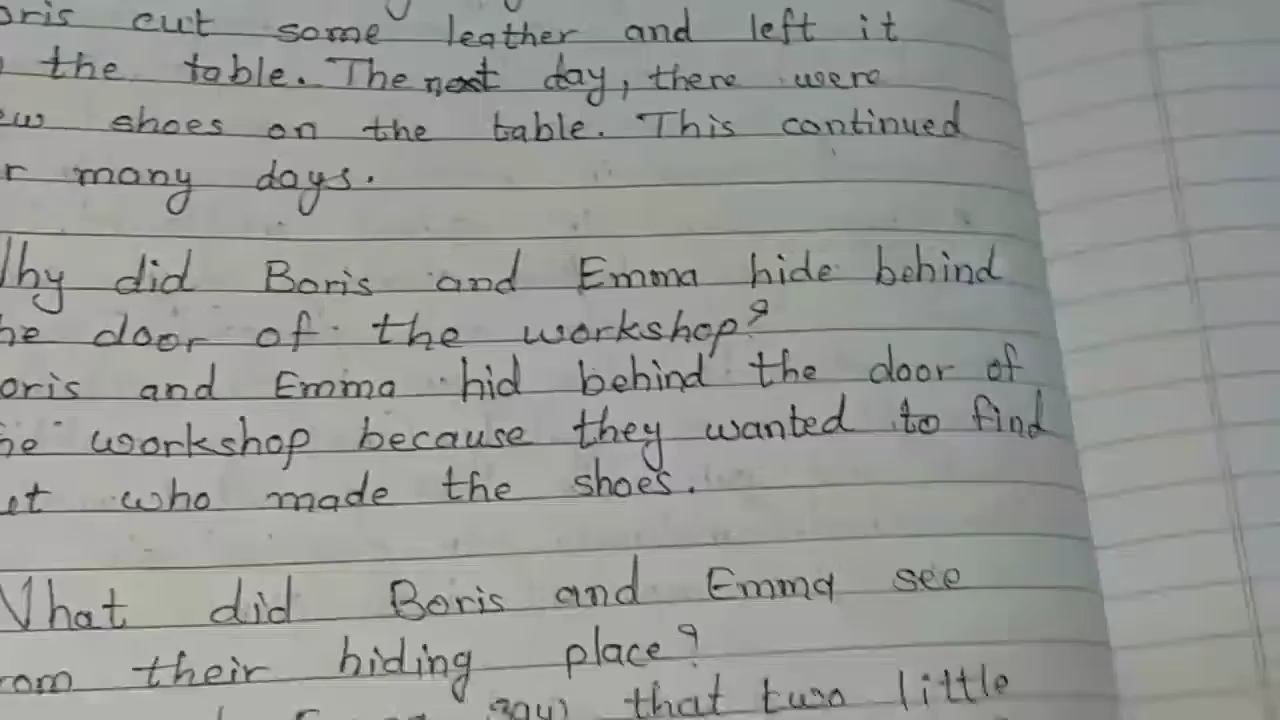 oris cut some leather and left it
the table. The next day, there were
ew shoes on the table. This continued
r many days.
Why did Boris and Emma hide behind
he door of the workshop?
oris and Emma hid behind the door of
he workshop because they wanted to find
ut who made the shoes.
What did Boris and Emma see
rom their hiding place?
saw that two little